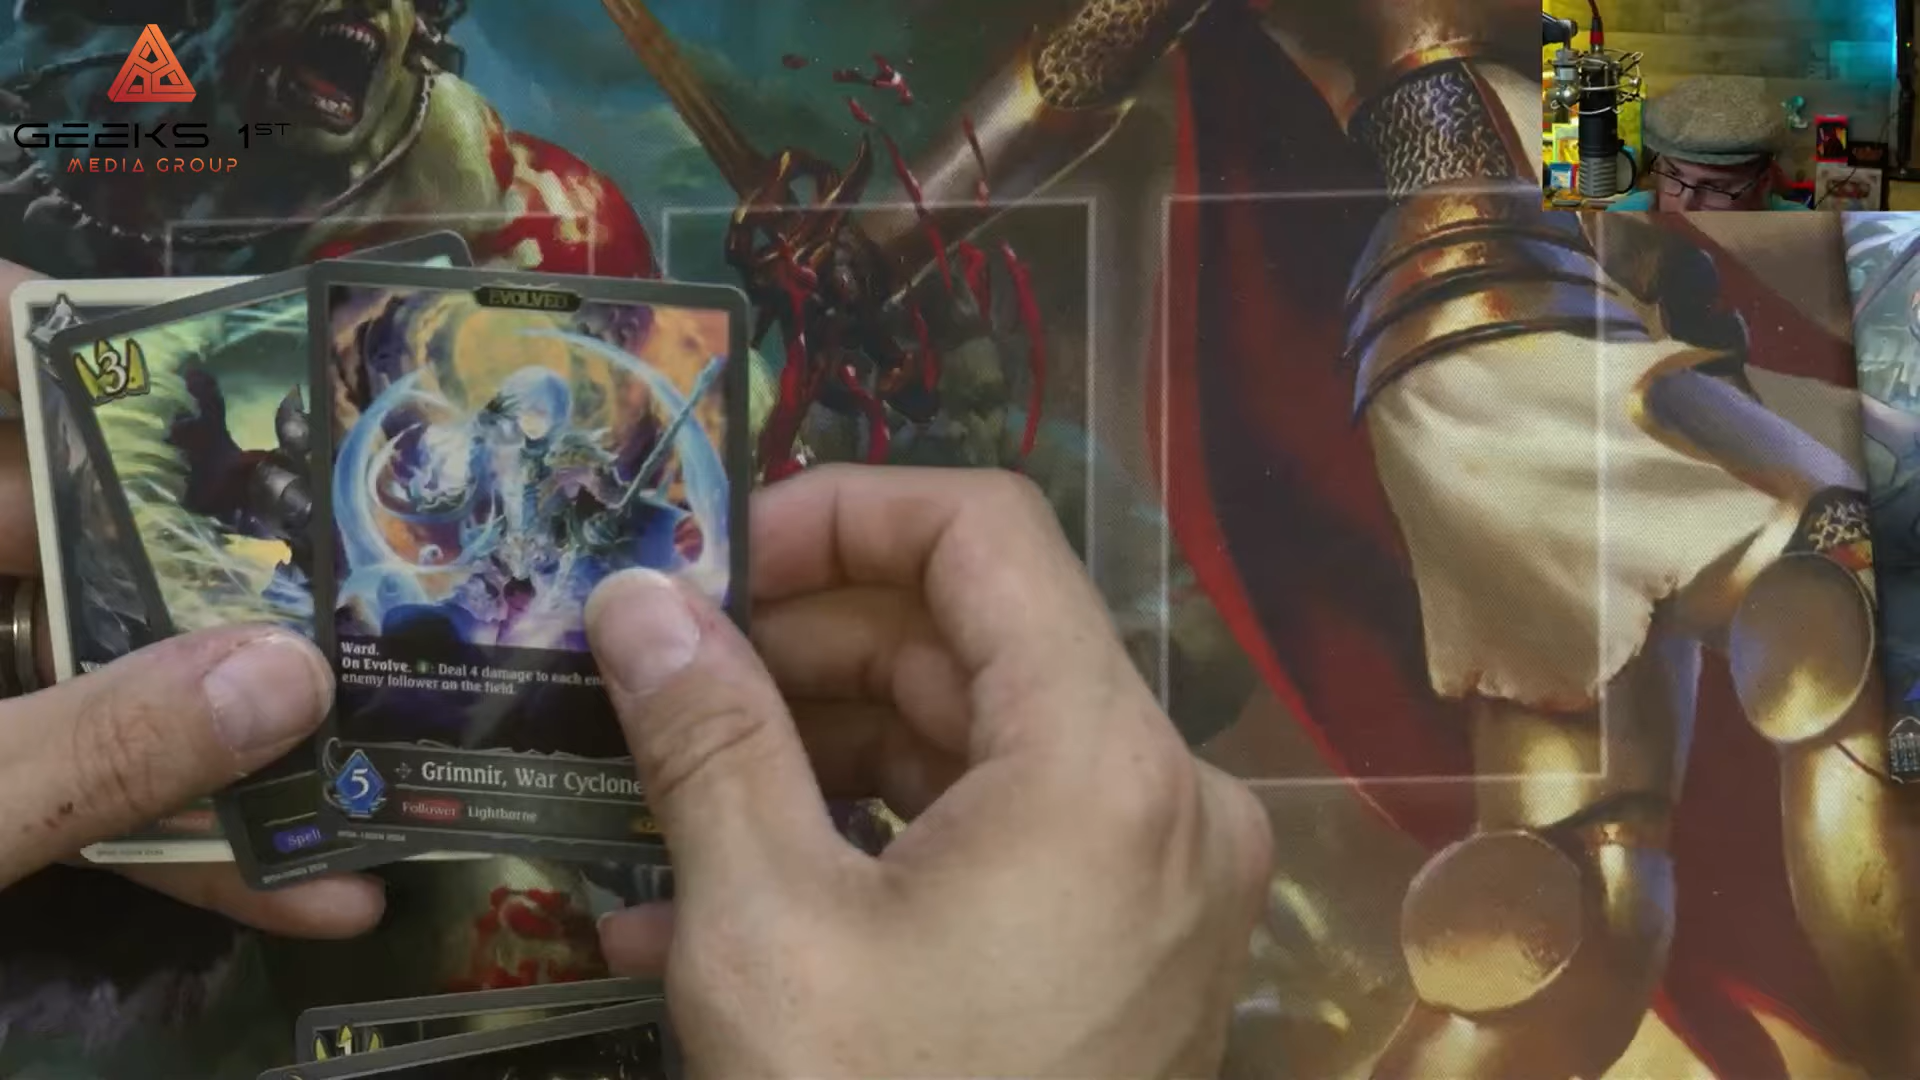 GEEKS 1ST
MEDIA GROUP
EVOLVED
3
Ward.
On Evolve. : Deal 4 damage to each
enemy follower on the field.
5
Grimnir, War Cyclone
Follower Lightborne
Spell
1